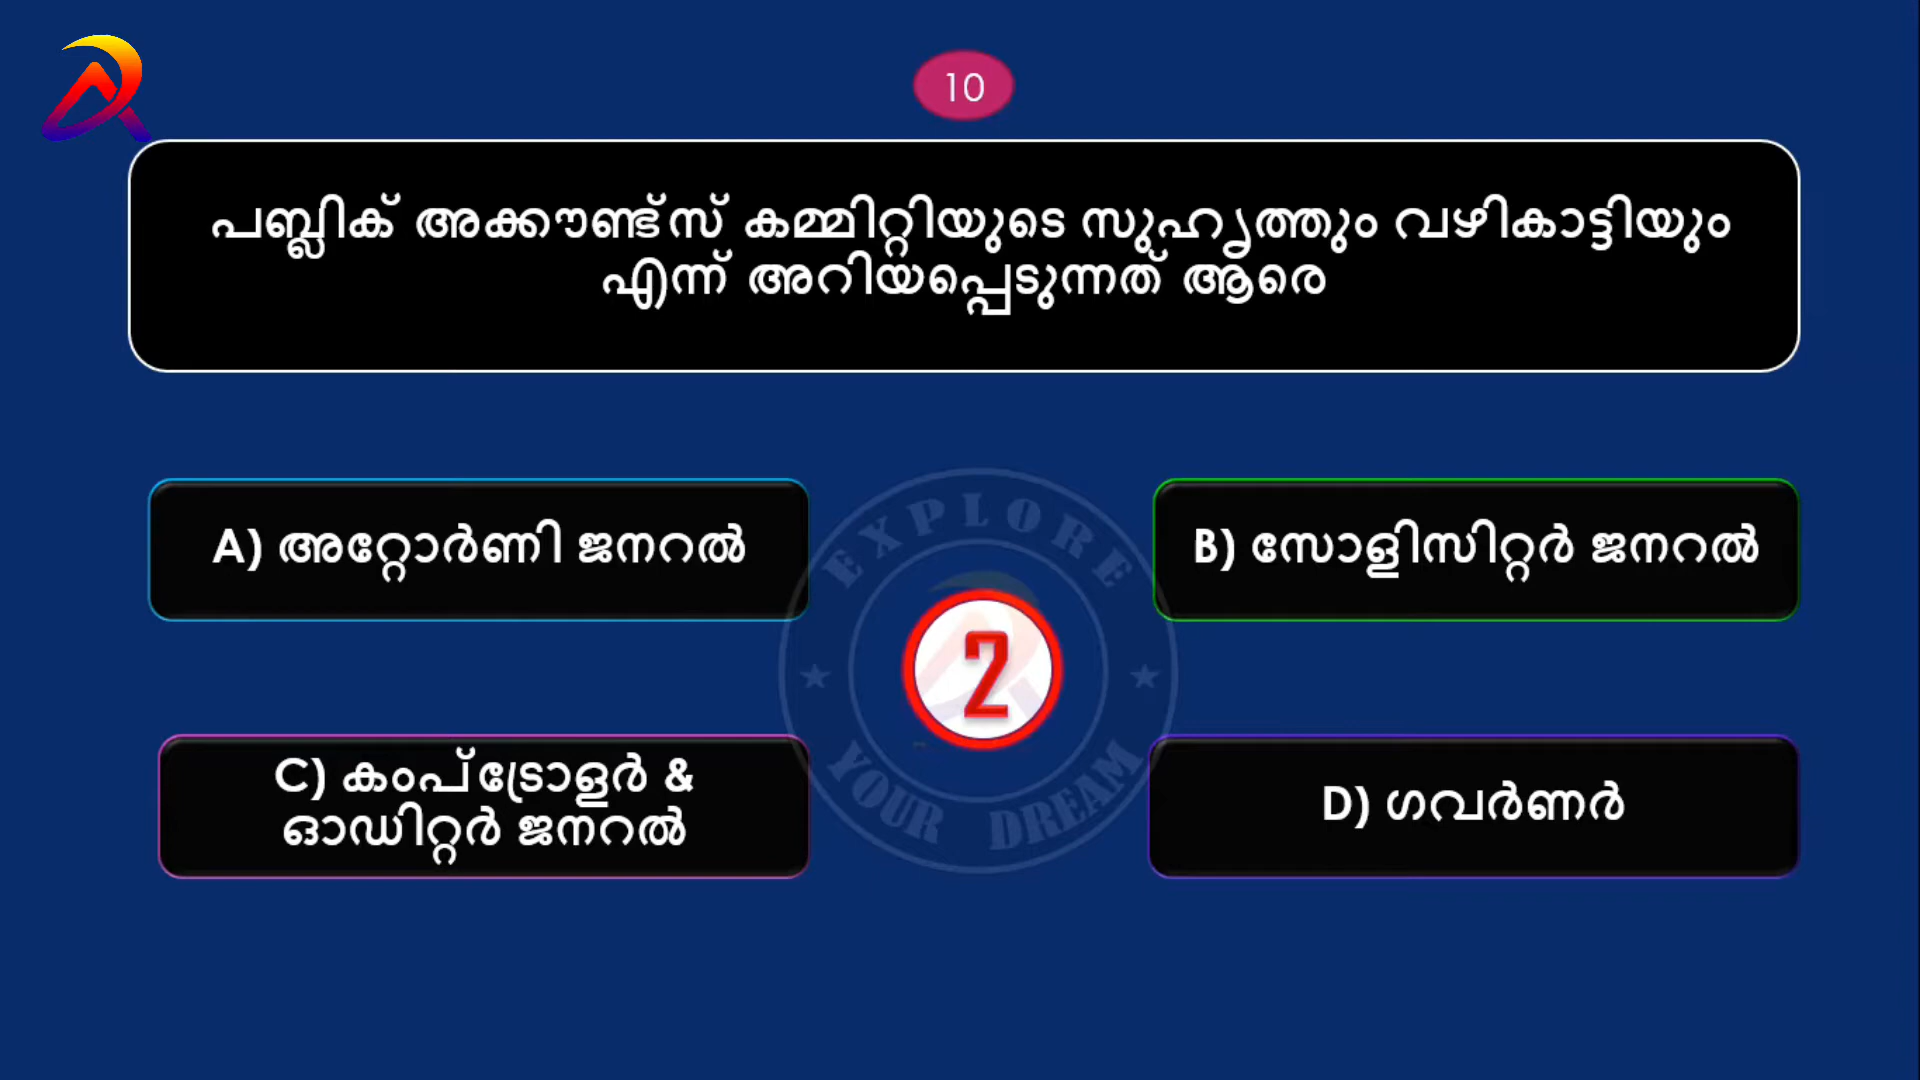 10
പബ്ലിക് അക്കൗണ്ട്സ് കമ്മിറ്റിയുടെ സുഹൃത്തും വഴികാട്ടിയും
എന്ന് അറിയപ്പെടുന്നത് ആരെ
A) അറ്റോർണി ജനറൽ
B) സോളിസിറ്റർ ജനറൽ
EXPLORE
2
C) കംപ്ട്രോളർ &
ഓഡിറ്റർ ജനറൽ
D) ഗവർണർ
YOUR DREAM